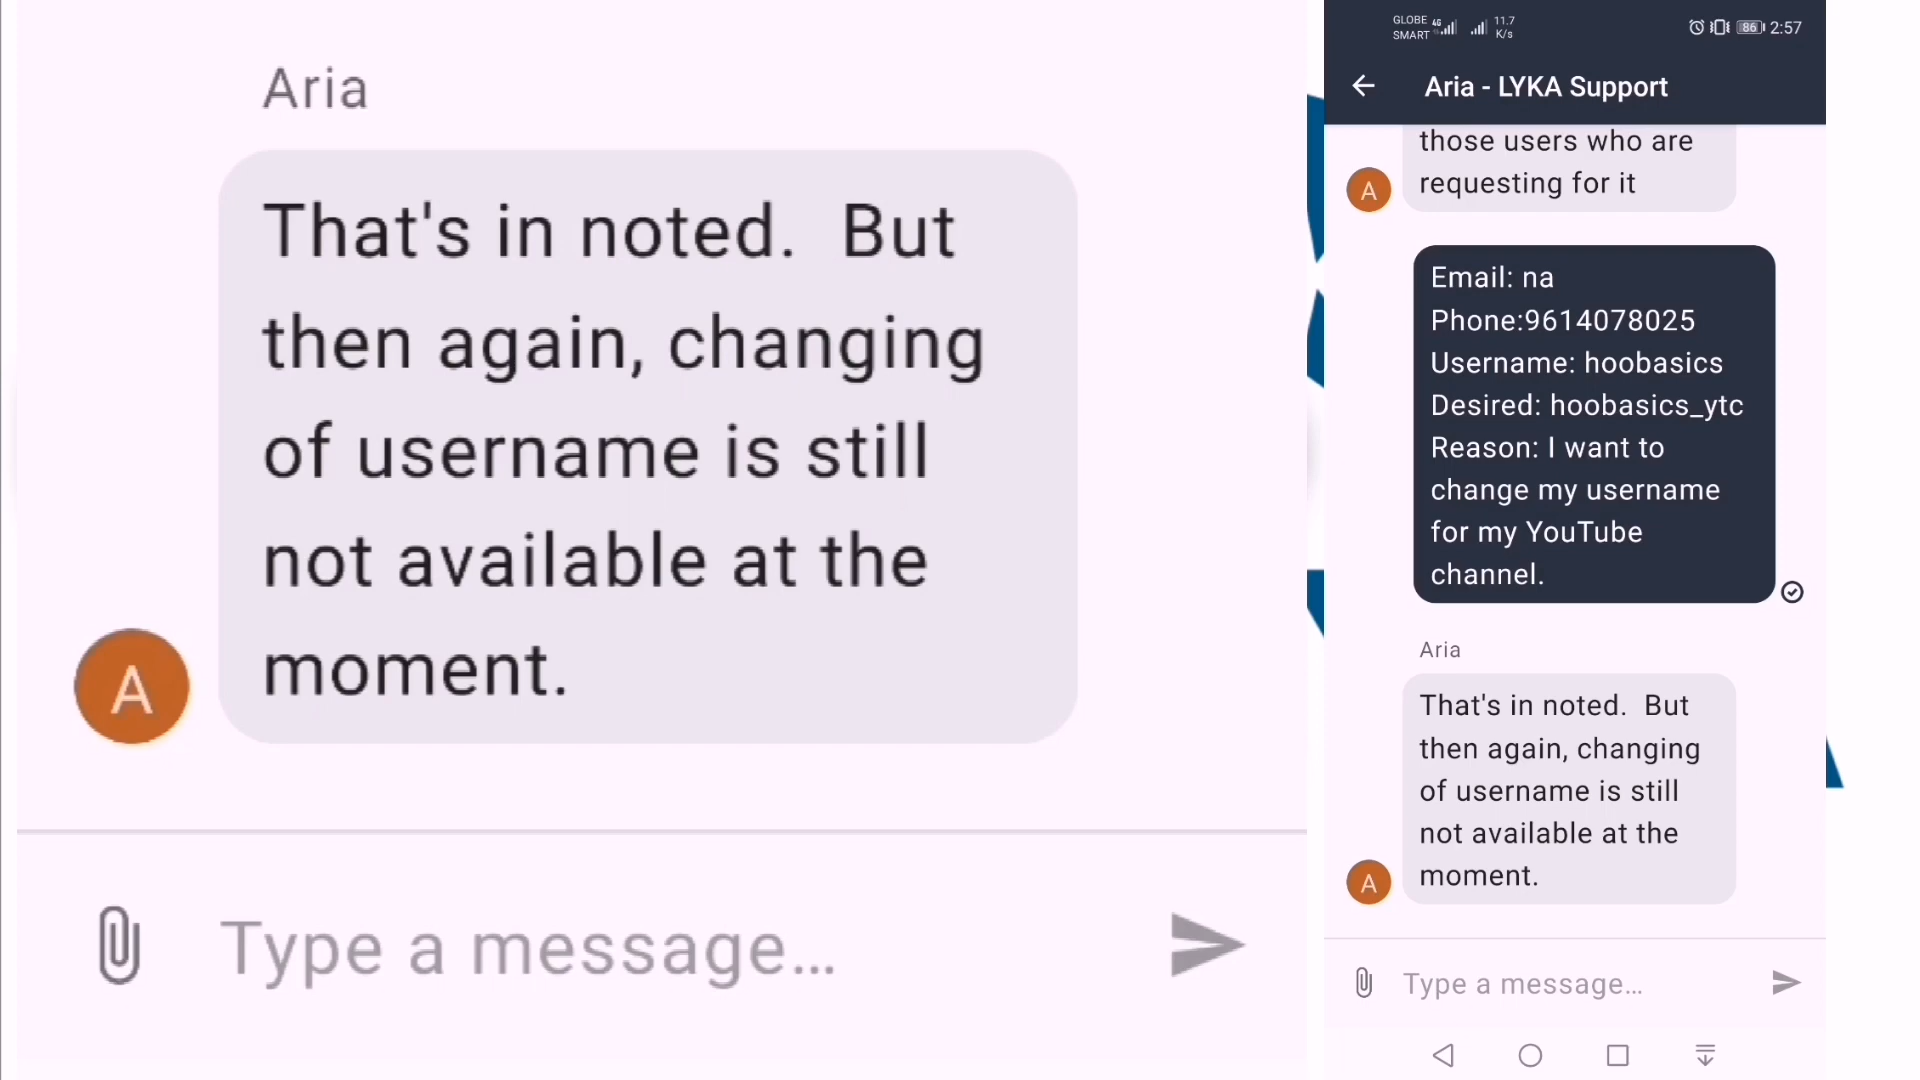 Aria
That's in noted.  But
then again, changing
of username is still
not available at the
moment.
A
Type a message...
GLOBE 4G
SMART
11.7
K/s
86
2:57
Aria - LYKA Support
those users who are
requesting for it
A
Email: na
Phone:9614078025
Username: hoobasics
Desired: hoobasics_ytc
Reason: I want to
change my username
for my YouTube
channel.
Aria
That's in noted.  But
then again, changing
of username is still
not available at the
moment.
A
Type a message...